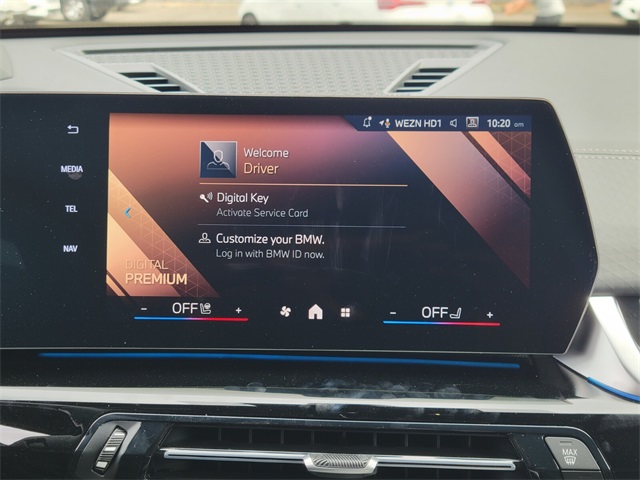 WEZN HD1 10:20 am
MEDIA
TEL
NAV
Welcome
Driver
Digital Key
Activate Service Card
Customize your BMW.
Log in with BMW ID now.
DIGITAL
PREMIUM
- OFF +
- OFF +
MAX